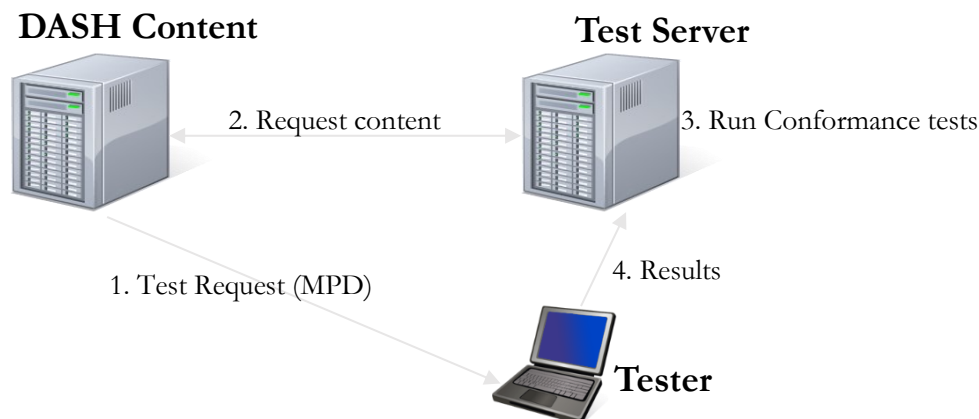 DASH Content
Test Server
2. Request content
3. Run Conformance tests
1. Test Request (MPD)
4. Results
Tester